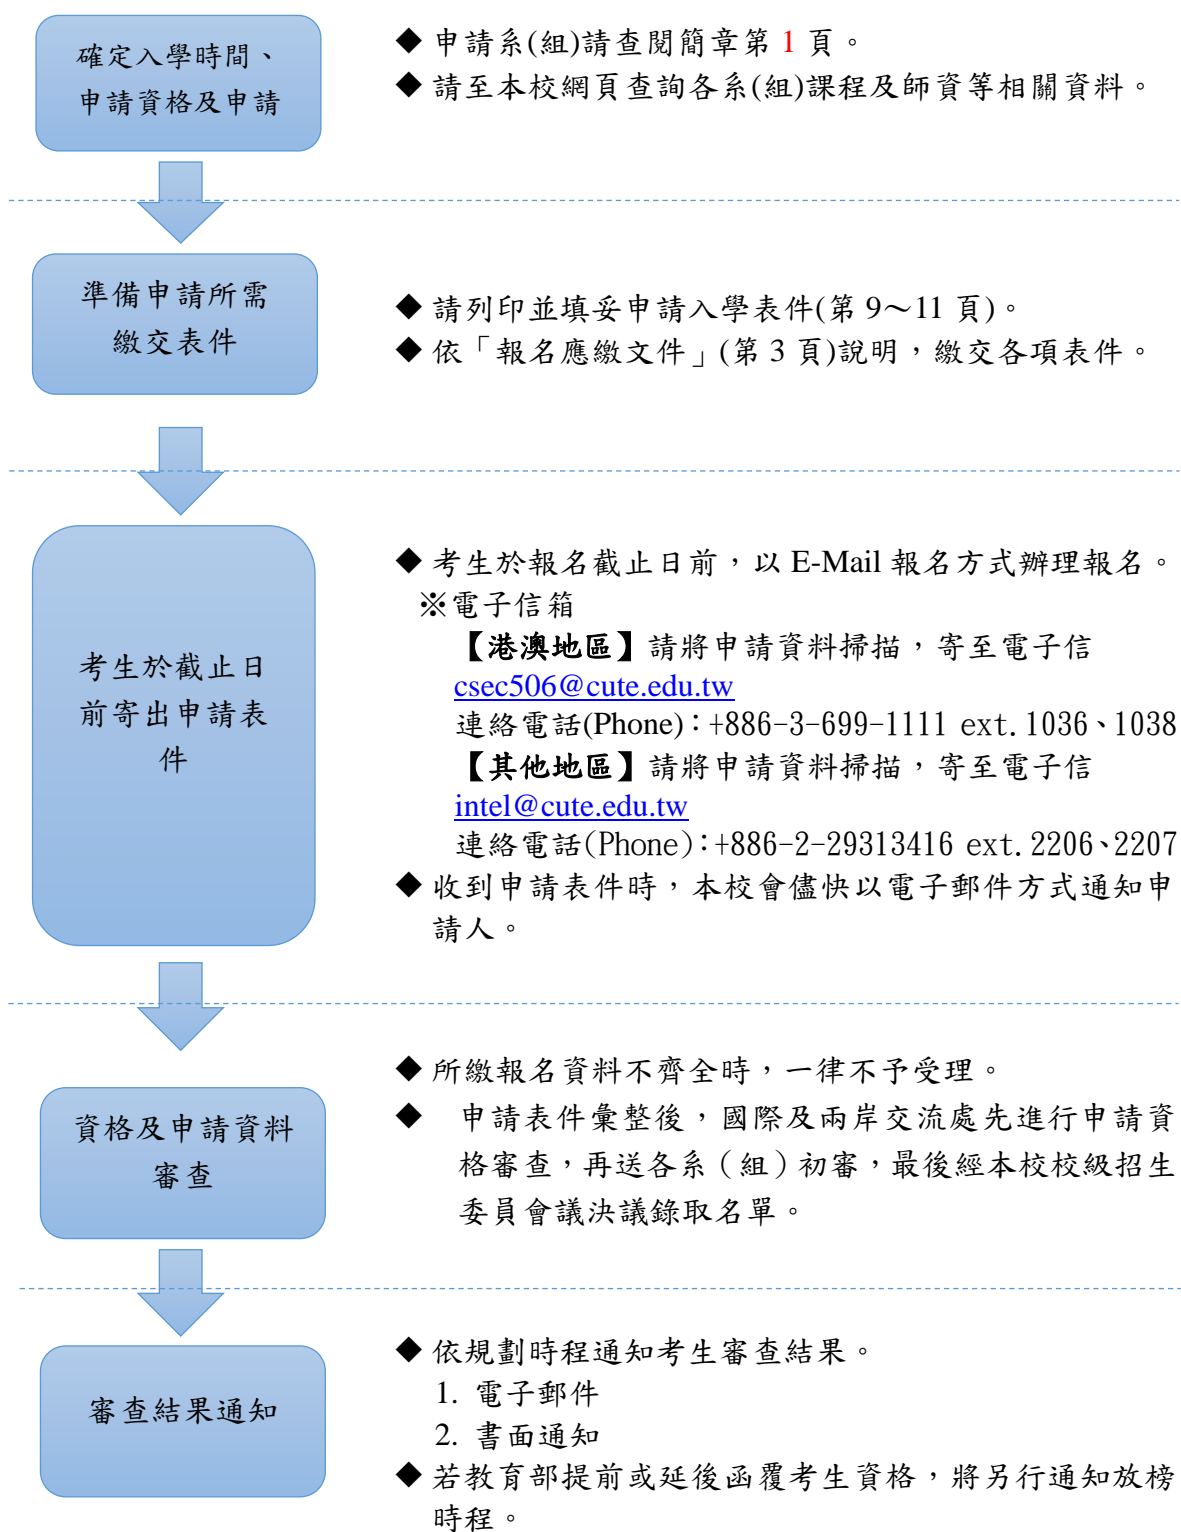 確定入學時間、
申請資格及申請
◆ 申請系(組)請查閱簡章第 1 頁。
◆ 請至本校網頁查詢各系(組)課程及師資等相關資料。
準備申請所需
繳交表件
◆ 請列印並填妥申請入學表件(第 9～11 頁)。
◆ 依「報名應繳文件」(第 3 頁)說明，繳交各項表件。
考生於截止日
前寄出申請表
件
◆ 考生於報名截止日前，以 E-Mail 報名方式辦理報名。
※電子信箱
【港澳地區】請將申請資料掃描，寄至電子信
csec506@cute.edu.tw
連絡電話(Phone)：+886-3-699-1111 ext.1036、1038
【其他地區】請將申請資料掃描，寄至電子信
intel@cute.edu.tw
連絡電話(Phone)：+886-2-29313416 ext.2206、2207
◆ 收到申請表件時，本校會儘快以電子郵件方式通知申
請人。
資格及申請資料
審查
◆ 所繳報名資料不齊全時，一律不予受理。
◆ 申請表件彙整後，國際及兩岸交流處先進行申請資
格審查，再送各系（組）初審，最後經本校校級招生
委員會議決議錄取名單。
審查結果通知
◆ 依規劃時程通知考生審查結果。
1. 電子郵件
2. 書面通知
◆ 若教育部提前或延後函覆考生資格，將另行通知放榜
時程。